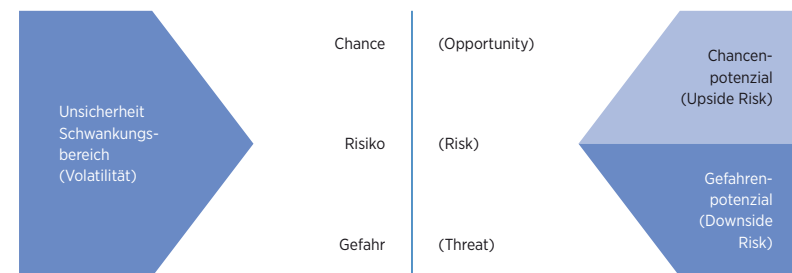 Unsicherheit
Schwankungs-
bereich
(Volatilität)
Chance (Opportunity)
Risiko (Risk)
Gefahr (Threat)
Chancen-
potenzial
(Upside Risk)
Gefahren-
potenzial
(Downside
Risk)